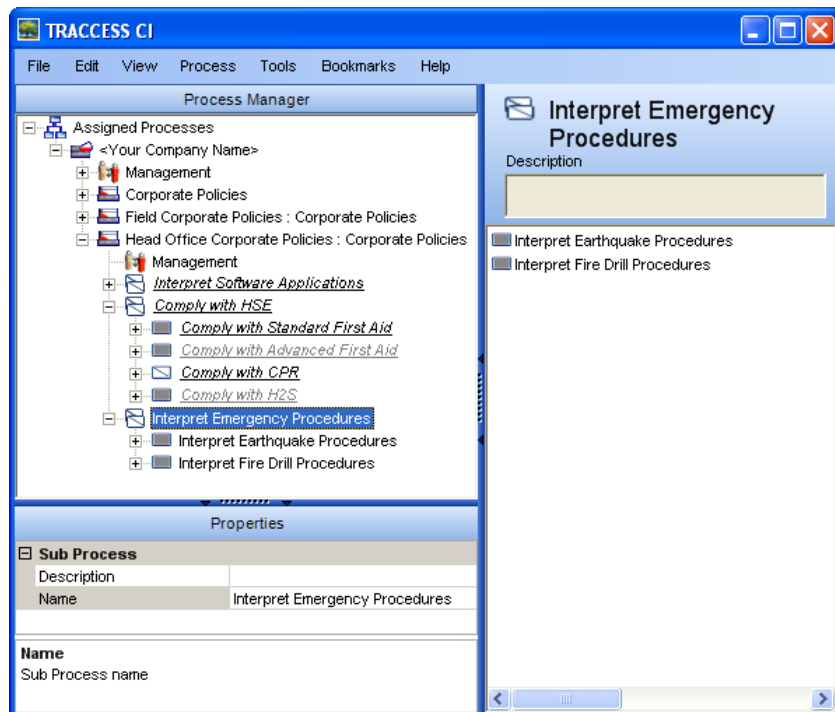 TRACCESS CI
File Edit View Process Tools Bookmarks Help
Process Manager
Assigned Processes
<Your Company Name>
Management
Corporate Policies
Field Corporate Policies : Corporate Policies
Head Office Corporate Policies : Corporate Policies
Management
Interpret Software Applications
Comply with HSE
Comply with Standard First Aid
Comply with Advanced First Aid
Comply with CPR
Comply with H2S
Interpret Emergency Procedures
Interpret Earthquake Procedures
Interpret Fire Drill Procedures
Properties
Sub Process
Description
Name Interpret Emergency Procedures
Name
Sub Process name
Interpret Emergency
Procedures
Description
Interpret Earthquake Procedures
Interpret Fire Drill Procedures